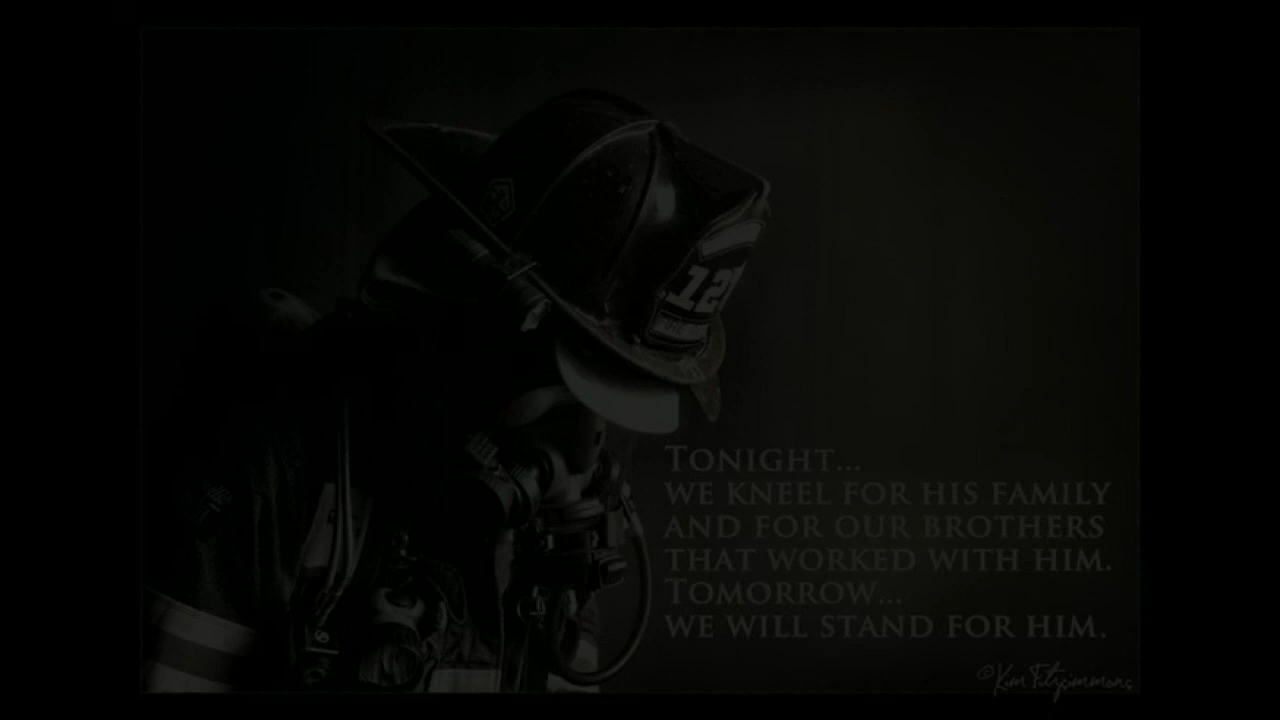 127
TONIGHT...
WE KNEEL FOR HIS FAMILY
AND FOR OUR BROTHERS
THAT WORKED WITH HIM.
TOMORROW...
WE WILL STAND FOR HIM.
©Kim Fitzsimmons